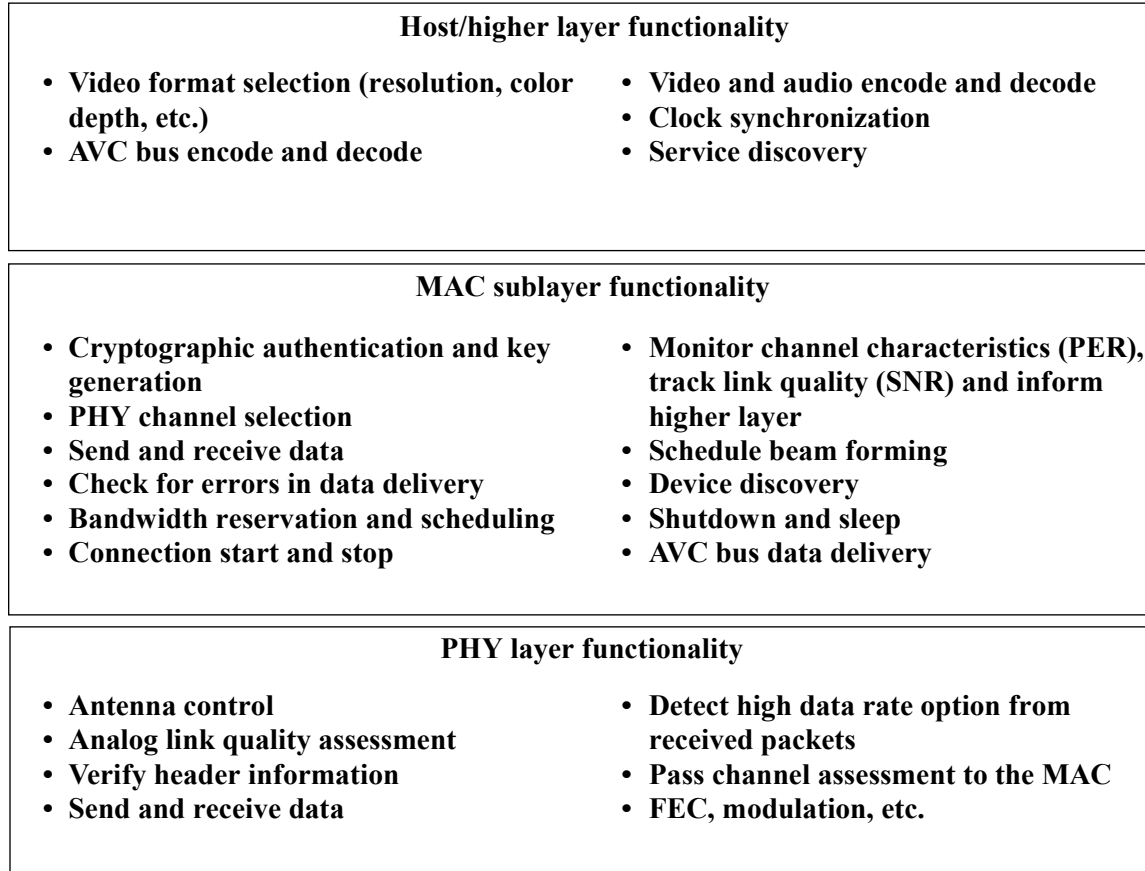 Host/higher layer functionality
• Video format selection (resolution, color
depth, etc.)
• AVC bus encode and decode
• Video and audio encode and decode
• Clock synchronization
• Service discovery
MAC sublayer functionality
• Cryptographic authentication and key
generation
• PHY channel selection
• Send and receive data
• Check for errors in data delivery
• Bandwidth reservation and scheduling
• Connection start and stop
• Monitor channel characteristics (PER),
track link quality (SNR) and inform
higher layer
• Schedule beam forming
• Device discovery
• Shutdown and sleep
• AVC bus data delivery
PHY layer functionality
• Antenna control
• Analog link quality assessment
• Verify header information
• Send and receive data
• Detect high data rate option from
received packets
• Pass channel assessment to the MAC
• FEC, modulation, etc.